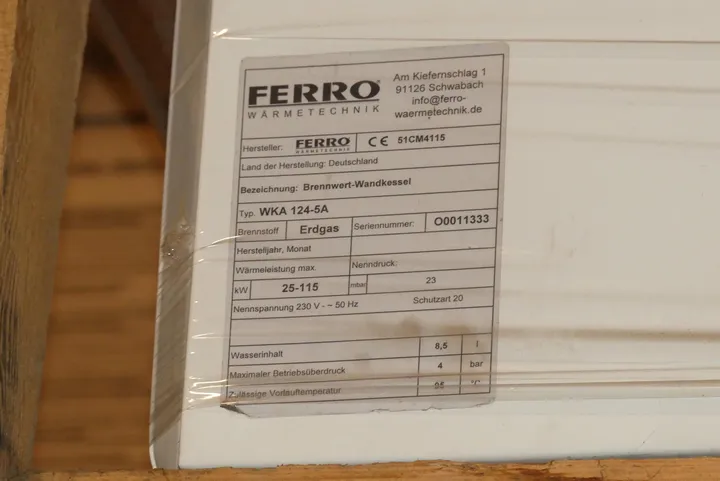 FERRO
WÄRMETECHNIK
Am Kiefernschlag 1
91126 Schwabach
info@ferro-
waermetechnik.de
Hersteller: FERRO WÄRMETECHNIK CE 51CM4115
Land der Herstellung: Deutschland
Bezeichnung: Brennwert-Wandkessel
Typ. WKA 124-5A
Brennstoff Erdgas Seriennummer: O0011333
Herstelljahr, Monat
Wärmeleistung max. Nenndruck:
kW 25-115 mbar 23
Nennspannung 230 V - ~ 50 Hz Schutzart 20
Wasserinhalt 8,5 l
Maximaler Betriebsüberdruck 4 bar
Zulässige Vorlauftemperatur